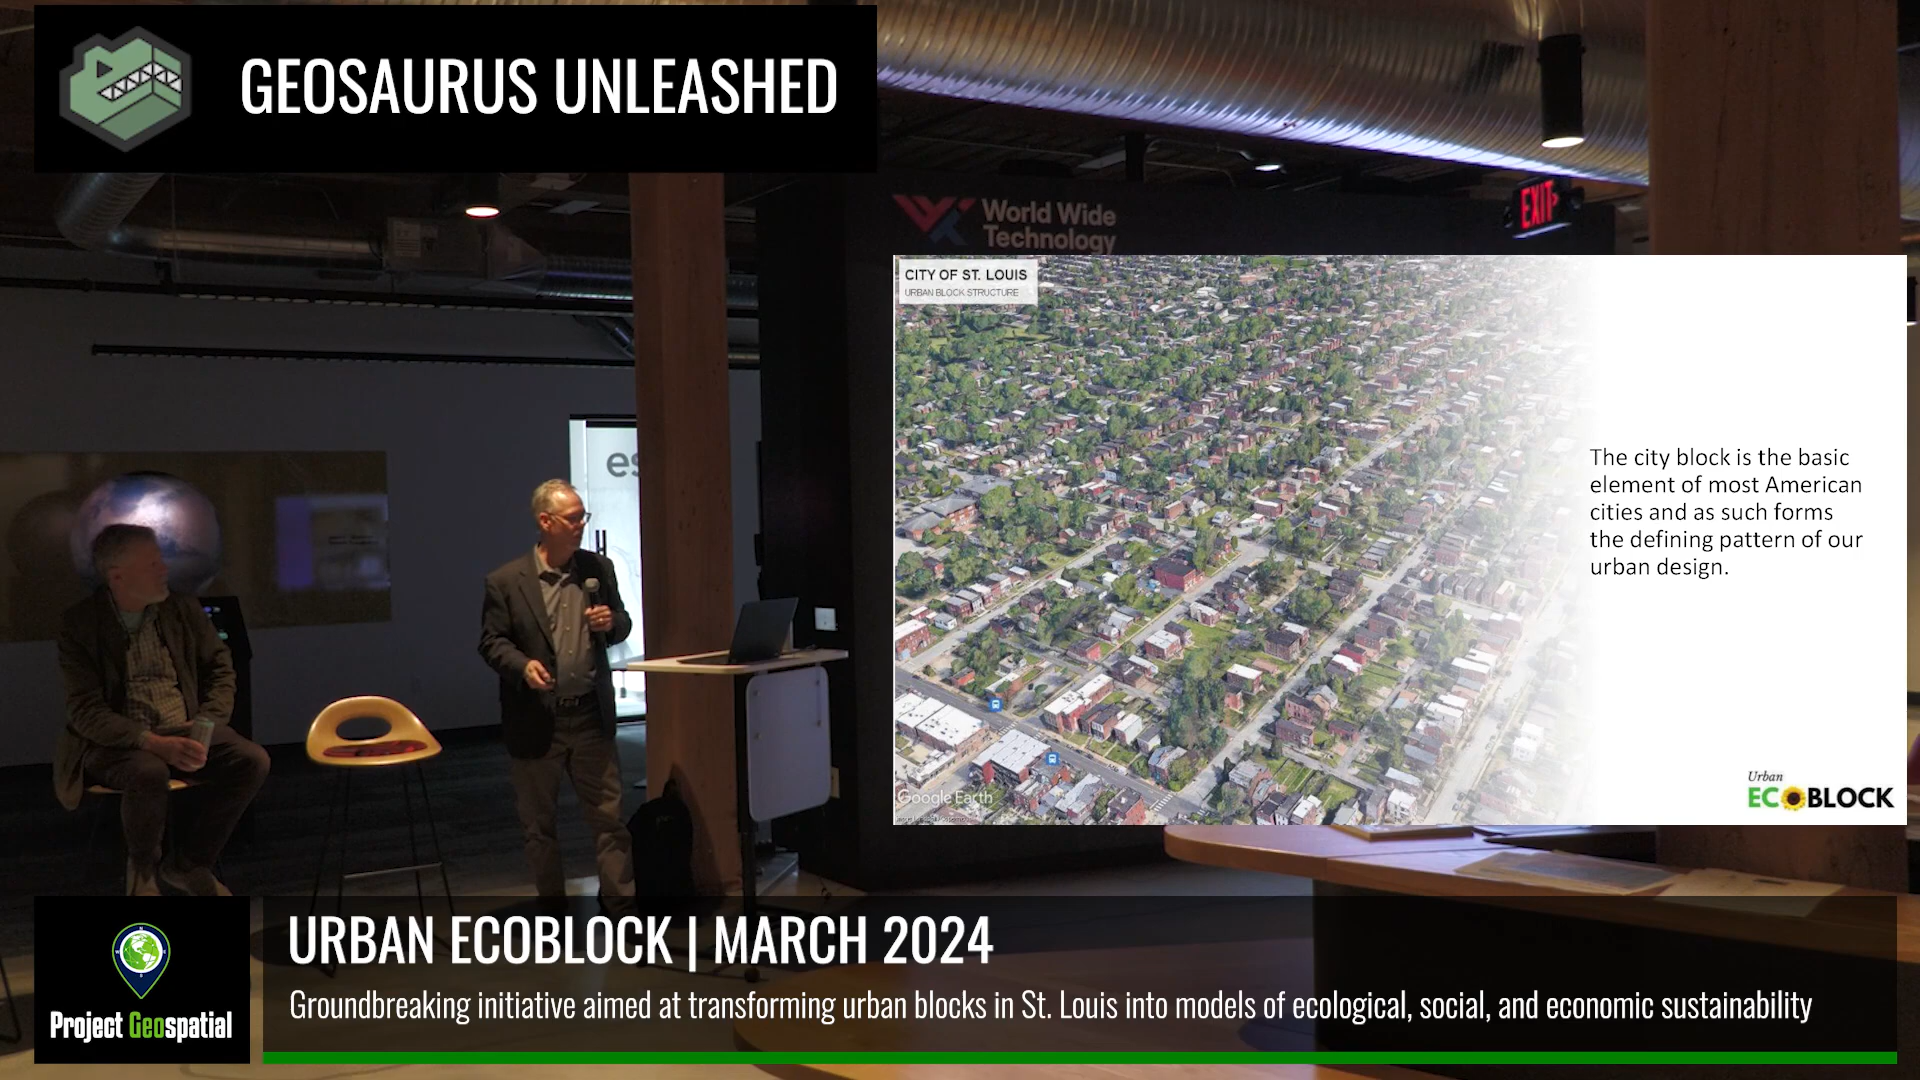 GEOSAURUS UNLEASHED
World Wide
Technology
EXIT
CITY OF ST. LOUIS
URBAN BLOCK STRUCTURE
es
The city block is the basic
element of most American
cities and as such forms
the defining pattern of our
urban design.
Google Earth
Urban
ECOBLOCK
URBAN ECOBLOCK | MARCH 2024
Groundbreaking initiative aimed at transforming urban blocks in St. Louis into models of ecological, social, and economic sustainability
Project Geospatial